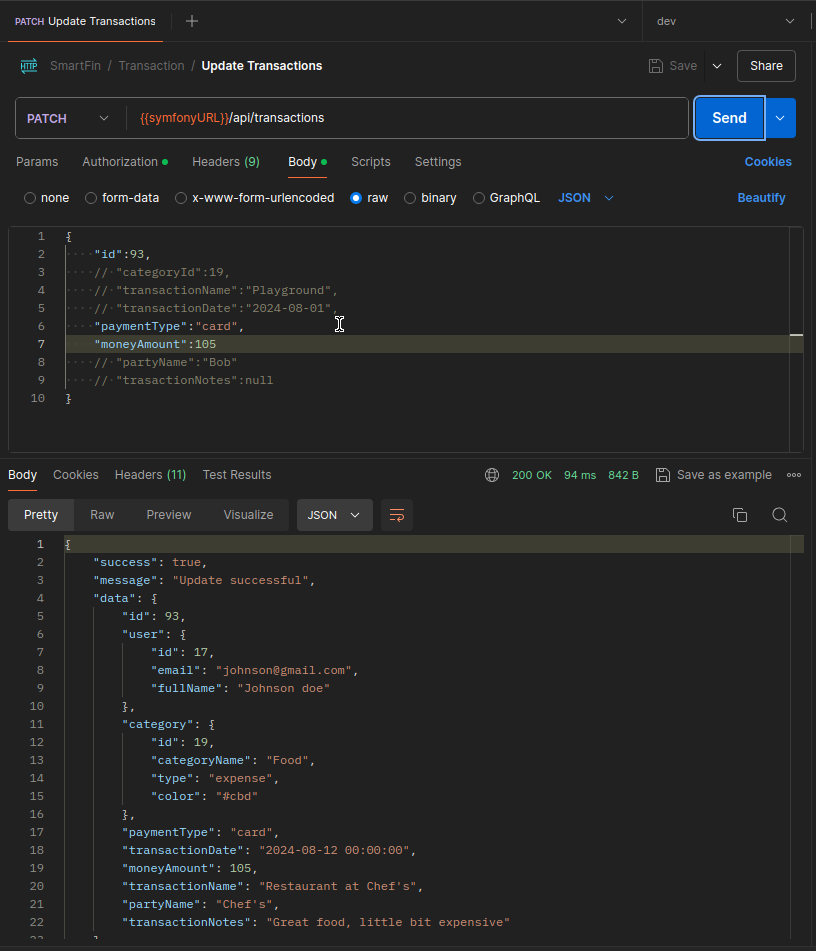 PATCH Update Transactions
dev
HTTP SmartFin / Transaction / Update Transactions Save Share
PATCH {{symfonyURL}}/api/transactions Send
Params Authorization Headers (9) Body Scripts Settings Cookies
none form-data x-www-form-urlencoded raw binary GraphQL JSON Beautify
1 {
2 "id":93,
3 // "categoryId":19,
4 // "transactionName":"Playground",
5 // "transactionDate":"2024-08-01",
6 "paymentType":"card",
7 "moneyAmount":105
8 // "partyName":"Bob"
9 // "trasactionNotes":null
10 }
Body Cookies Headers (11) Test Results 200 OK 94 ms 842 B Save as example
Pretty Raw Preview Visualize JSON
1 {
2 "success": true,
3 "message": "Update successful",
4 "data": {
5 "id": 93,
6 "user": {
7 "id": 17,
8 "email": "johnson@gmail.com",
9 "fullName": "Johnson doe"
10 },
11 "category": {
12 "id": 19,
13 "categoryName": "Food",
14 "type": "expense",
15 "color": "#cbd"
16 },
17 "paymentType": "card",
18 "transactionDate": "2024-08-12 00:00:00",
19 "moneyAmount": 105,
20 "transactionName": "Restaurant at Chef's",
21 "partyName": "Chef's",
22 "transactionNotes": "Great food, little bit expensive"